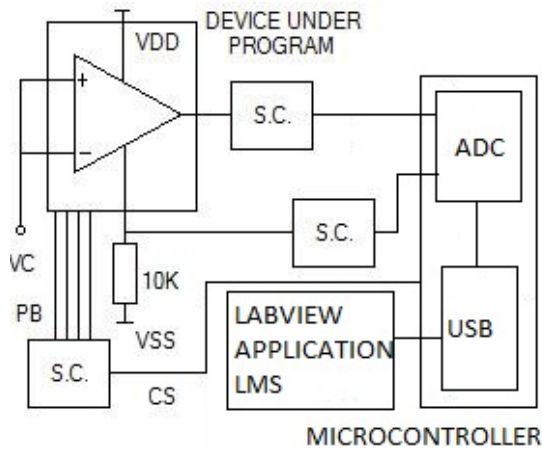 DEVICE UNDER
PROGRAM
VDD
+
−
S.C.
ADC
S.C.
VC
10K
PB
VSS
S.C.
CS
LABVIEW
APPLICATION
LMS
USB
MICROCONTROLLER